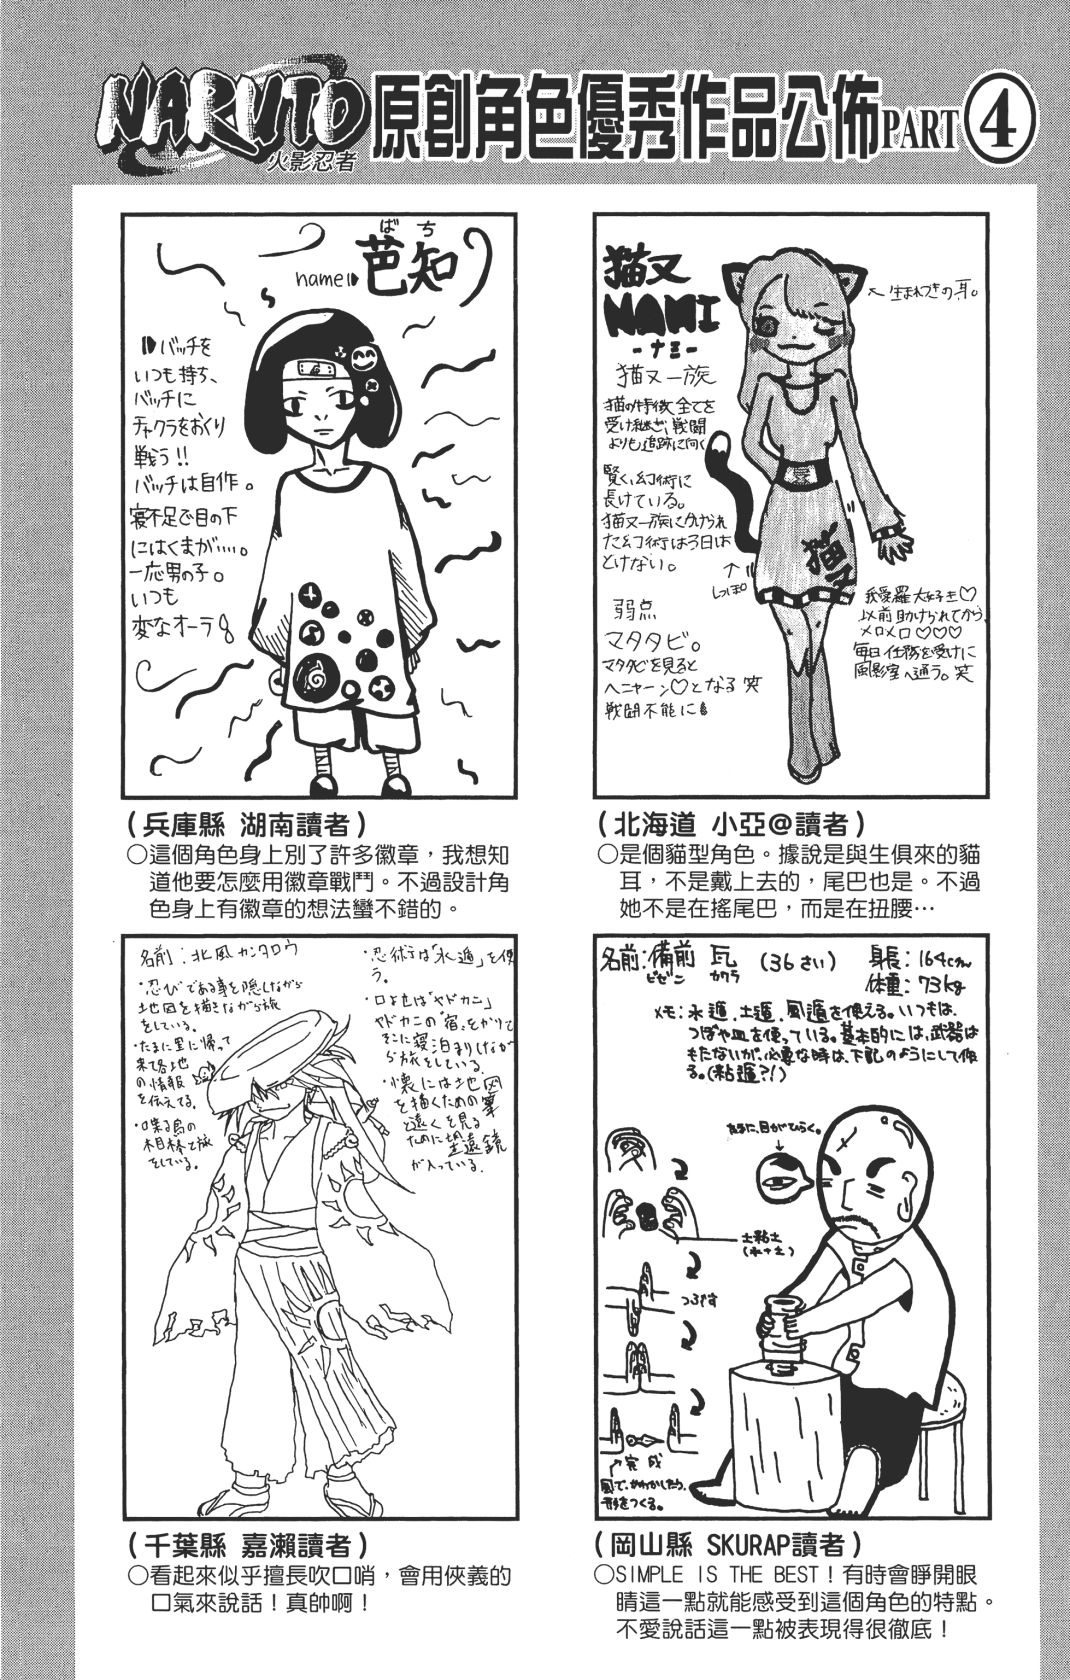 NARUTO
火影忍者
原創角色優秀作品公佈PART④
ばち
name 芭知
バッチを
いつも持ち、
バッチに
チャクラをおくり
戦う!!
バッチは自作。
寝不足で目の下
にはくまが……。
一応男の子。
いつも
変なオーラ
(兵庫縣 湖南讀者)
○這個角色身上別了許多徽章,我想知
道他要怎麼用徽章戰鬥。不過設計角
色身上有徽章的想法蠻不錯的。
猫又
NAMI
-ナミ-
猫又一族
猫の特徴全てを
受け継ぎ、戦闘
よりも追跡に向く
賢く、幻術に
長けている。
猫又一族にかけられ
た幻術は3日は
とけない。
弱点
マタタビ。
マタタビを見ると
ヘニャーン♡となる 笑
戦闘不能に
生まれつきの耳。
しっぽ
猫又
我愛羅大好き♡
以前助けられてから、
メロメロ♡♡♡
毎日任務を受けに
風影室へ通う。笑
(北海道 小亞@讀者)
○是個貓型角色。據說是與生俱來的貓
耳,不是戴上去的,尾巴也是。不過
她不是在搖尾巴,而是在扭腰…
名前:北風カンタロウ
・忍びである事を隠しながら
地図を描きながら旅
をしている。
・たまに里に帰って
来て各地
の情報
を伝えてる。
・喋る鳥の
相棒と旅
をしている。
・忍術は「氷遁」を使
う。
・口よせは「ヤドカニ」
ヤドカニの「宿」をかりて
そこに寝泊まりしなが
ら旅をしている。
・懐には地図
を描くための筆
と遠くを見る
ために望遠鏡
が入っている。
(千葉縣 嘉瀨讀者)
○看起來似乎擅長吹口哨,會用俠義的
口氣來說話!真帥啊!
名前:備前 瓦 (36さい)
ビゼン カワラ
身長:164cm
体重:73kg
メモ:水遁、土遁、風遁を使える。いつもは、
つぼや皿を使っている。基本的には、武器は
もたないが、必要な時は、下記のようにして作
る。(粘遁?!)
たまに、目がひらく。
土粘土
(水+土)
つぶす
完成
風で、かわかしたら、
形をつくる。
(岡山縣 SKURAP讀者)
○SIMPLE IS THE BEST!有時會睜開眼
睛這一點就能感受到這個角色的特點。
不愛說話這一點被表現得很徹底!